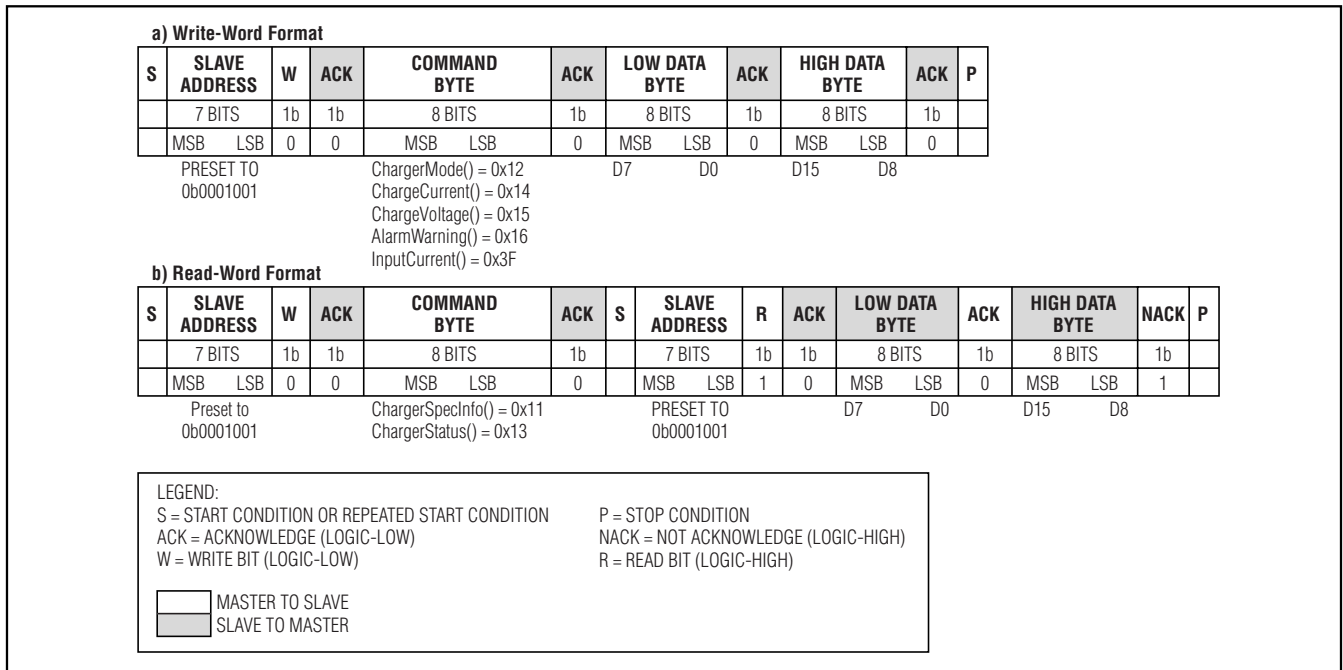 a) Write-Word Format
S SLAVE ADDRESS W ACK COMMAND BYTE ACK LOW DATA BYTE ACK HIGH DATA BYTE ACK P
7 BITS 1b 1b 8 BITS 1b 8 BITS 1b 8 BITS 1b
MSB LSB 0 0 MSB LSB 0 MSB LSB 0 MSB LSB 0
PRESET TO 0b0001001 ChargerMode() = 0x12 D7 D0 D15 D8
ChargeCurrent() = 0x14
ChargeVoltage() = 0x15
AlarmWarning() = 0x16
InputCurrent() = 0x3F
b) Read-Word Format
S SLAVE ADDRESS W ACK COMMAND BYTE ACK S SLAVE ADDRESS R ACK LOW DATA BYTE ACK HIGH DATA BYTE NACK P
7 BITS 1b 1b 8 BITS 1b 7 BITS 1b 1b 8 BITS 1b 8 BITS 1b
MSB LSB 0 0 MSB LSB 0 MSB LSB 1 0 MSB LSB 0 MSB LSB 1
Preset to ChargerSpecInfo() = 0x11 PRESET TO D7 D0 D15 D8
0b0001001 ChargerStatus() = 0x13 0b0001001
LEGEND:
S = START CONDITION OR REPEATED START CONDITION P = STOP CONDITION
ACK = ACKNOWLEDGE (LOGIC-LOW) NACK = NOT ACKNOWLEDGE (LOGIC-HIGH)
W = WRITE BIT (LOGIC-LOW) R = READ BIT (LOGIC-HIGH)
MASTER TO SLAVE
SLAVE TO MASTER